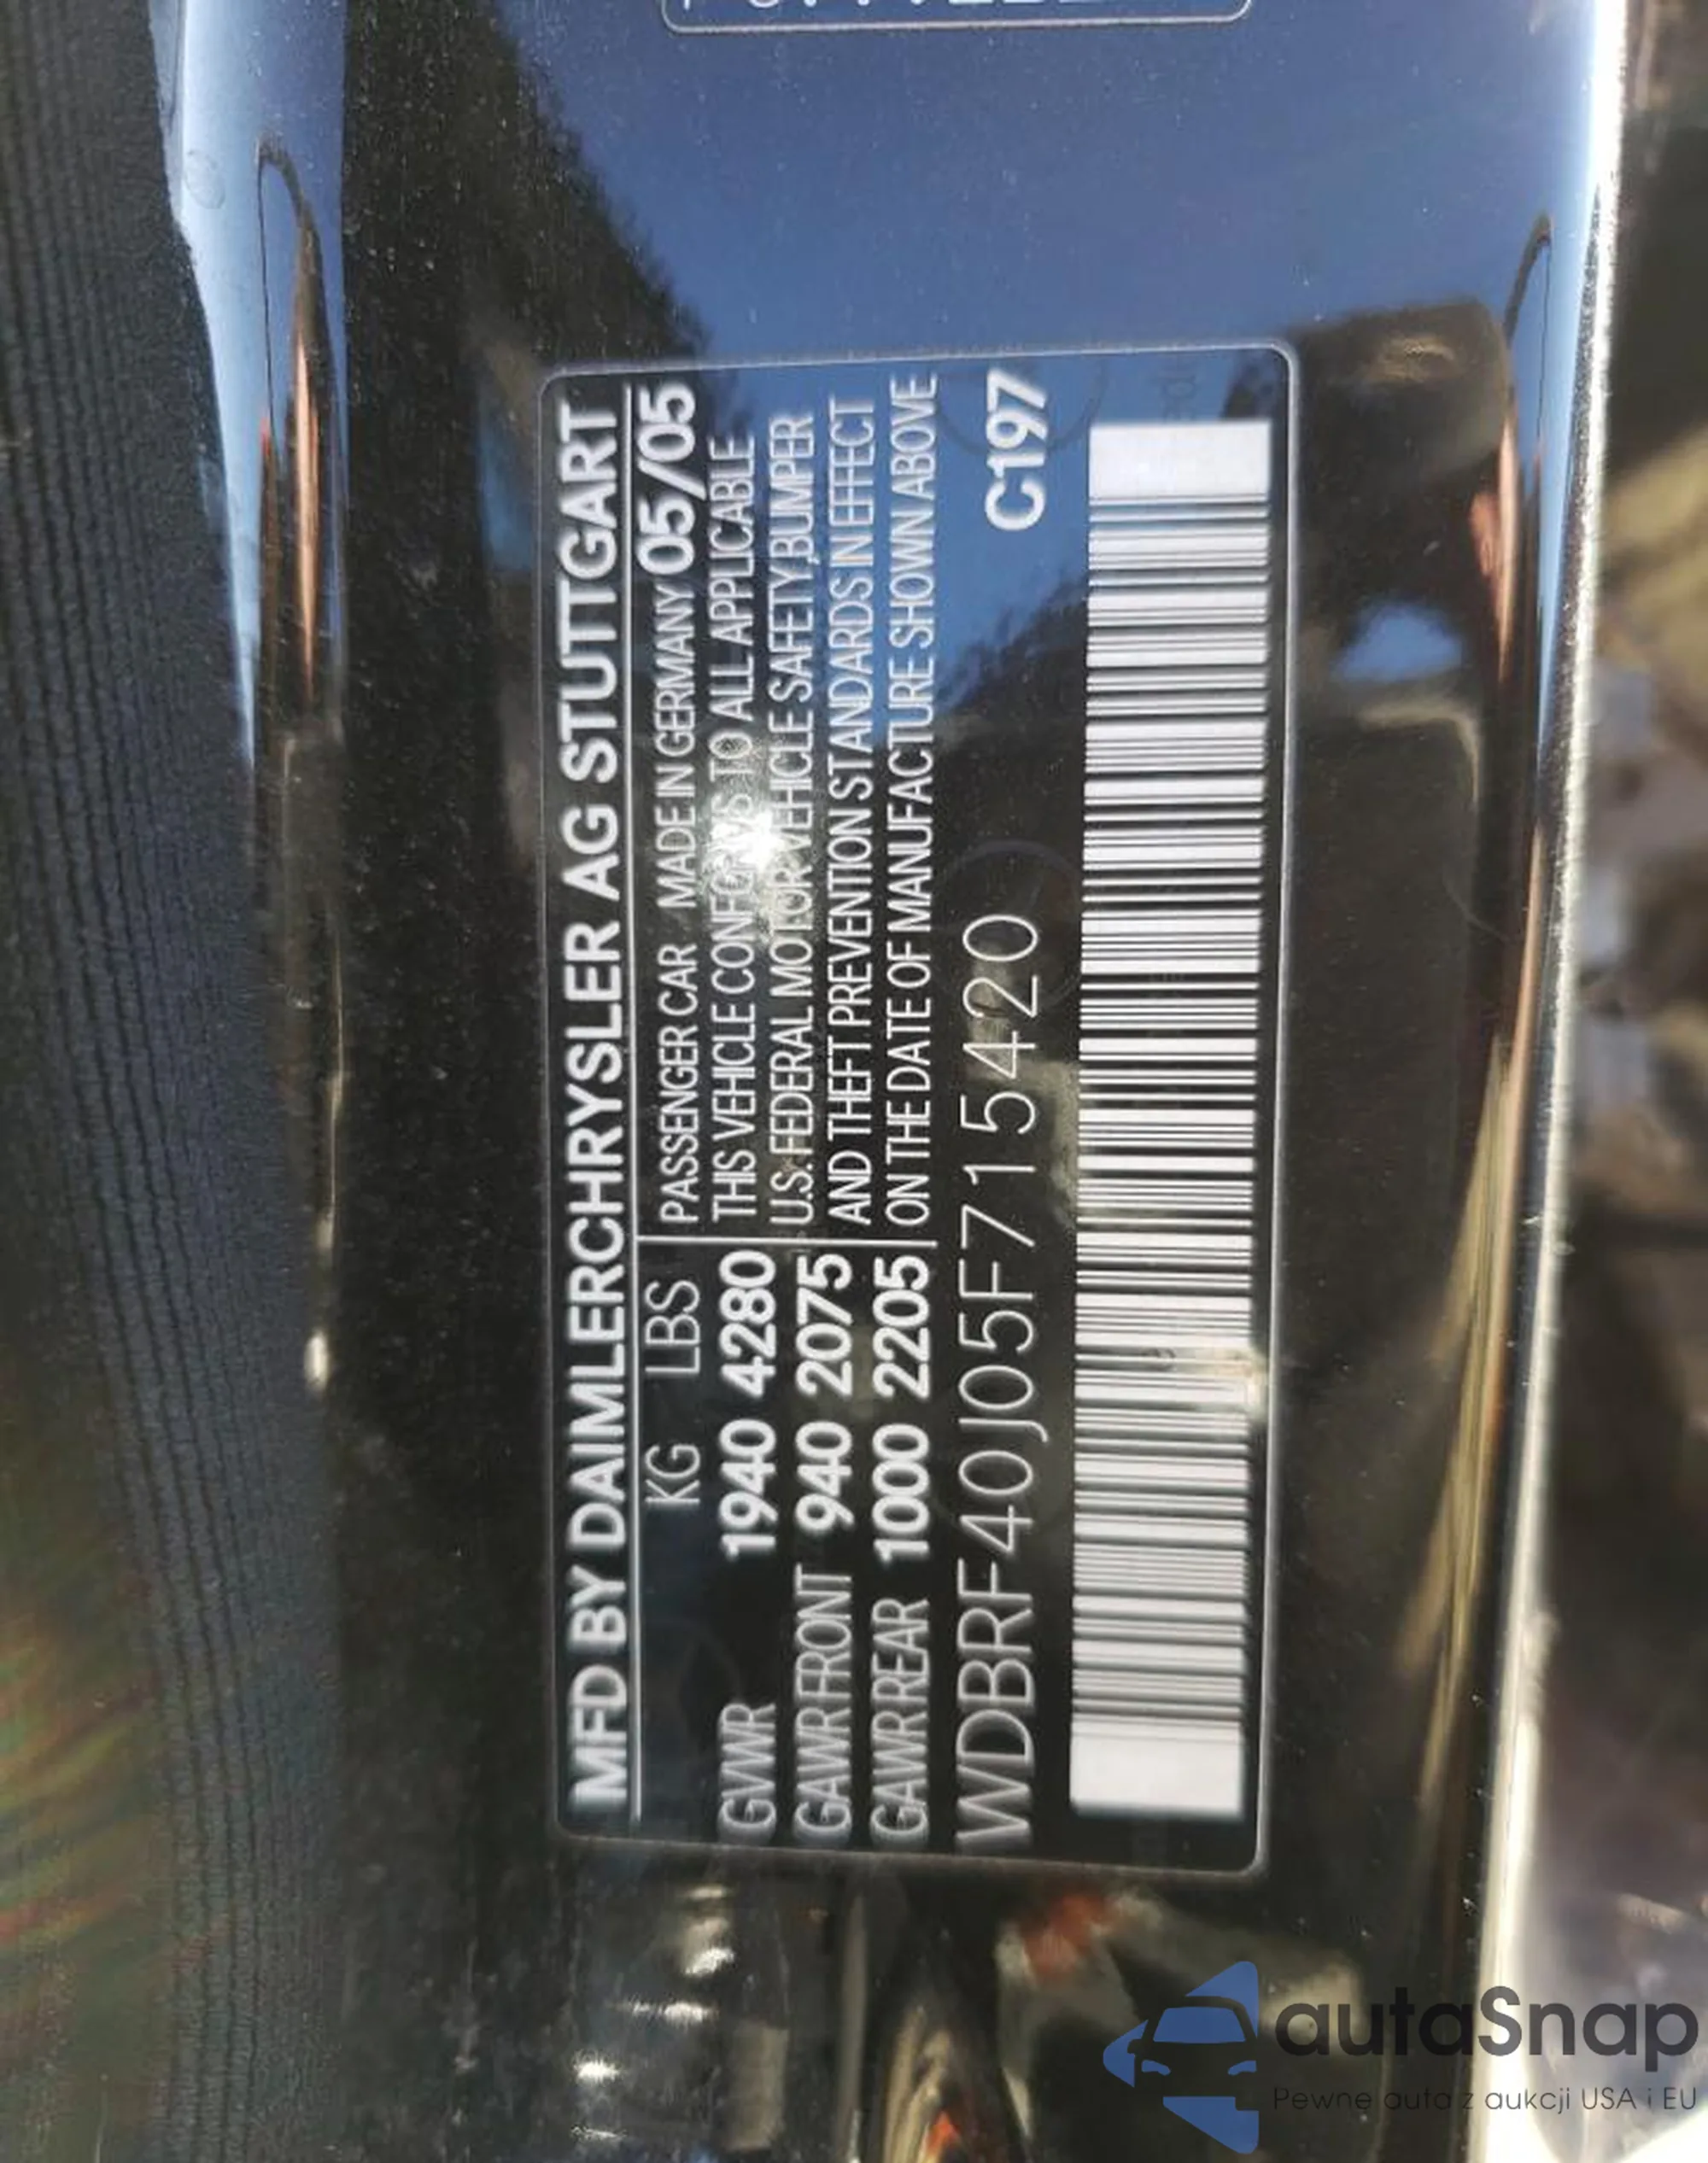 MFD BY DAIMLERCHRYSLER AG STUTTGART
KG LBS PASSENGER CAR MADE IN GERMANY 05/05
GVWR 1940 4280 THIS VEHICLE CONFORMS TO ALL APPLICABLE
GAWR FRONT 940 2075 U.S. FEDERAL MOTOR VEHICLE SAFETY,BUMPER
AND THEFT PREVENTION STANDARDS IN EFFECT
GAWR REAR 1000 2205 ON THE DATE OF MANUFACTURE SHOWN ABOVE
WDBRF40J05F715420 C197
autaSnap
Pewne auta z aukcji USA i EU